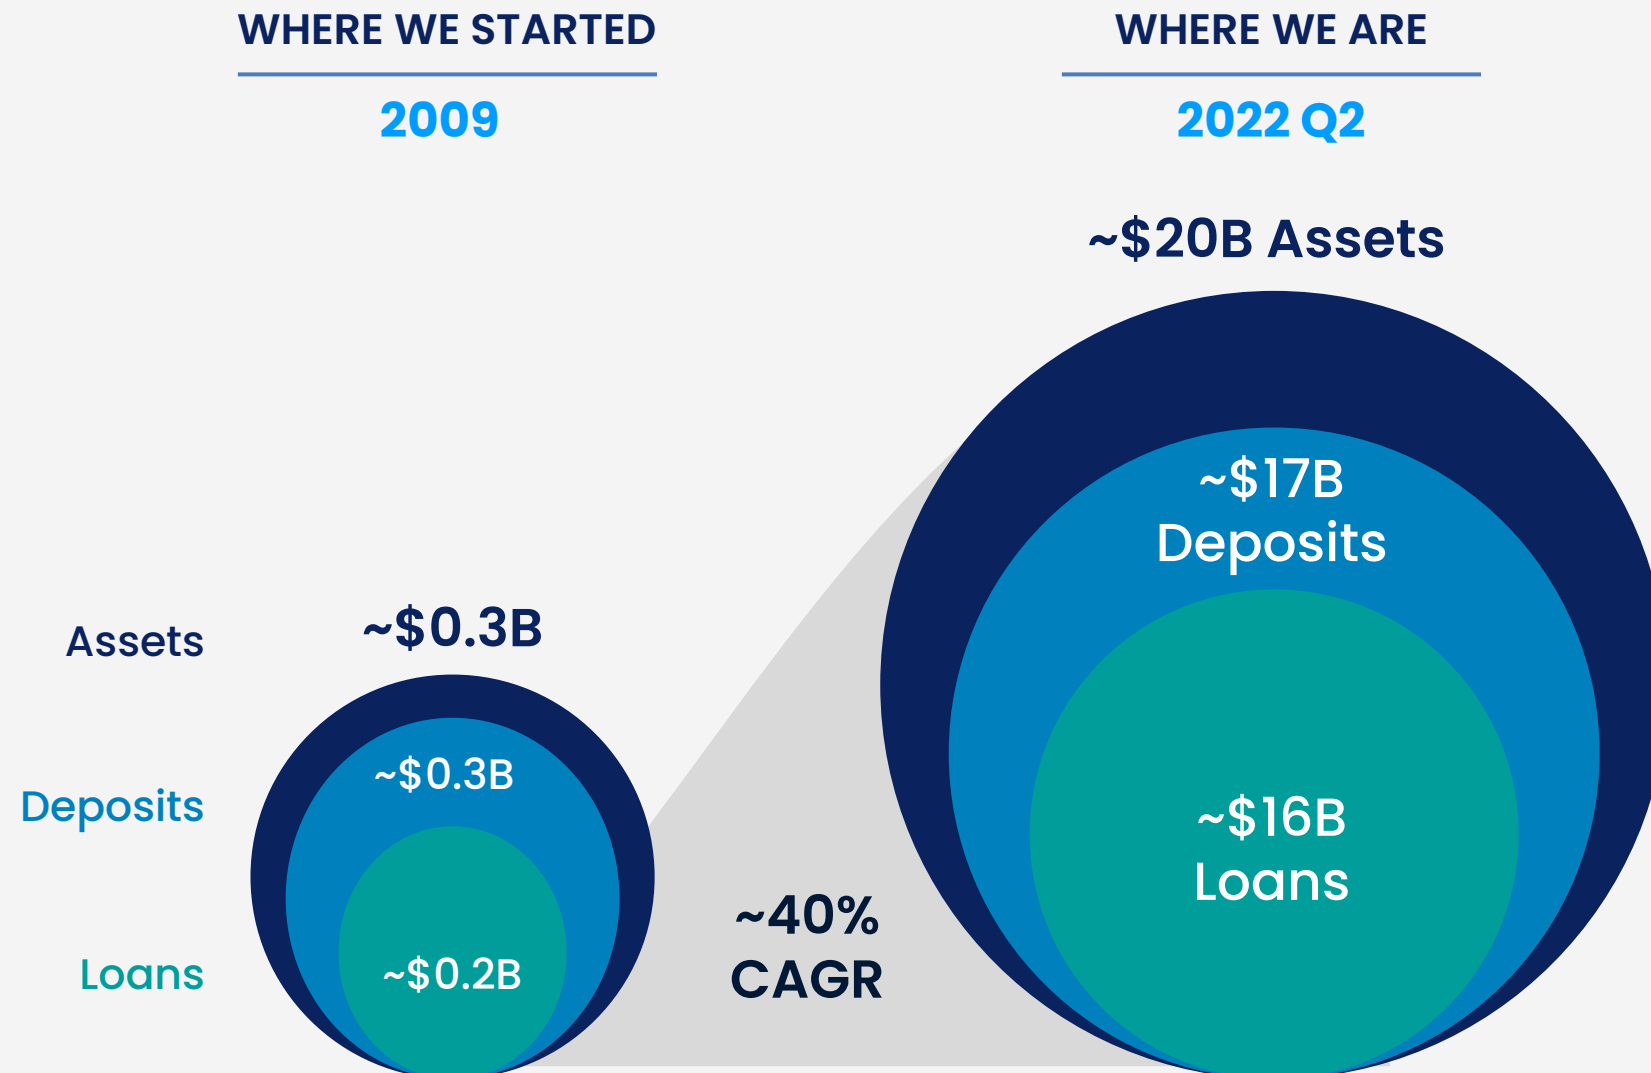 WHERE WE STARTED
2009
Assets
~$0.3B
Deposits
~$0.3B
Loans
~$0.2B
~40%
CAGR
WHERE WE ARE
2022 Q2
~$20B Assets
~$17B
Deposits
~$16B
Loans